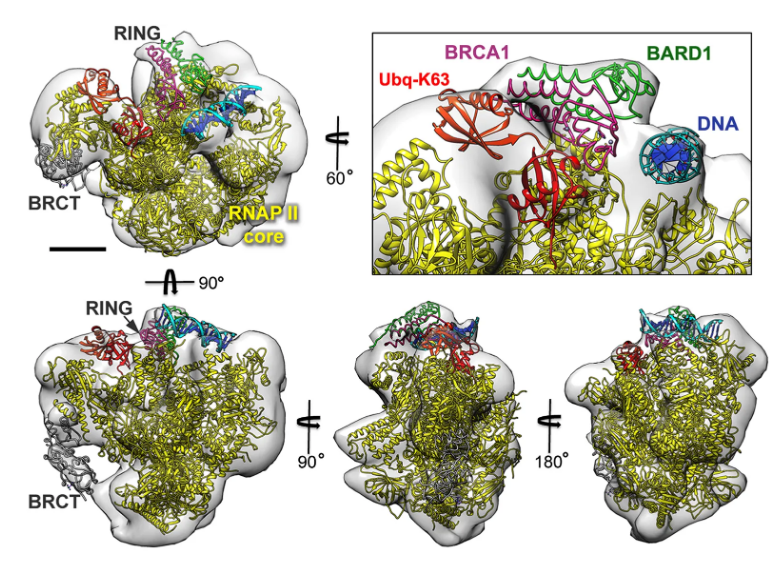 RING
BRCT
RNAP II
core
60°
BRCA1
BARD1
Ubq-K63
DNA
90°
RING
BRCT
90°
180°